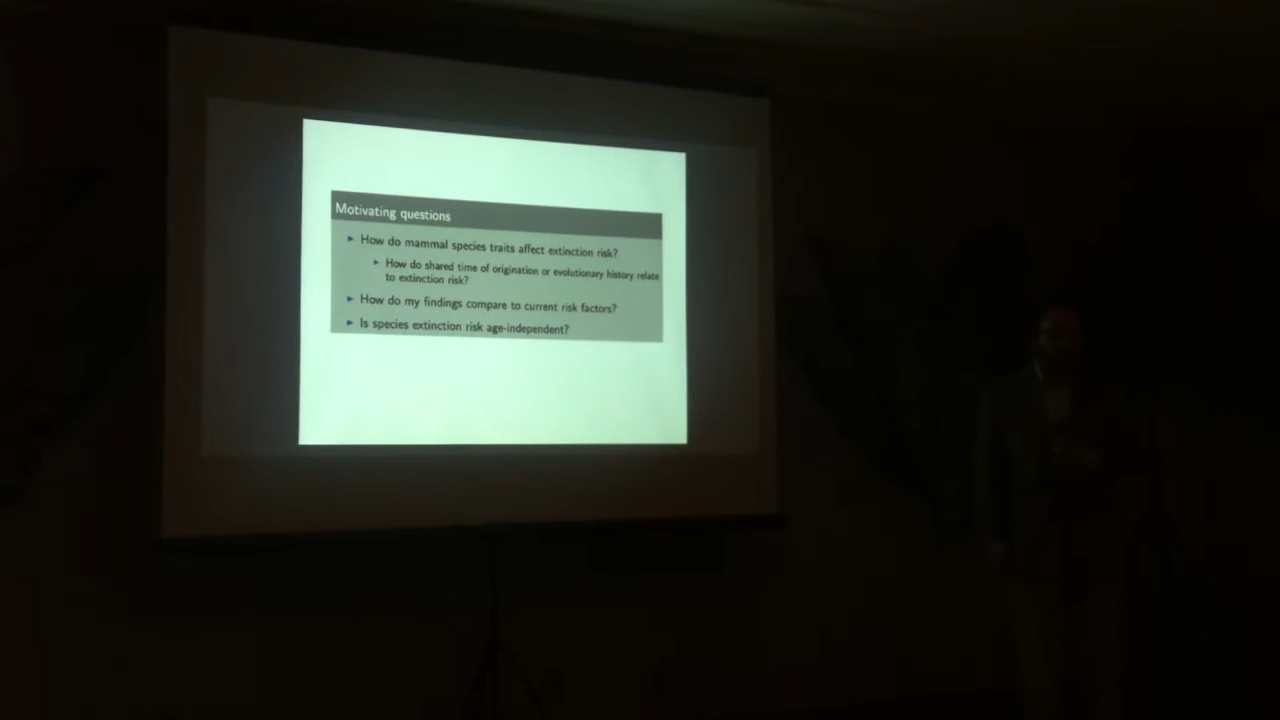 Motivating questions
How do mammal species traits affect extinction risk?
How do shared time of origination or evolutionary history relate
to extinction risk?
How do my findings compare to current risk factors?
Is species extinction risk age-independent?